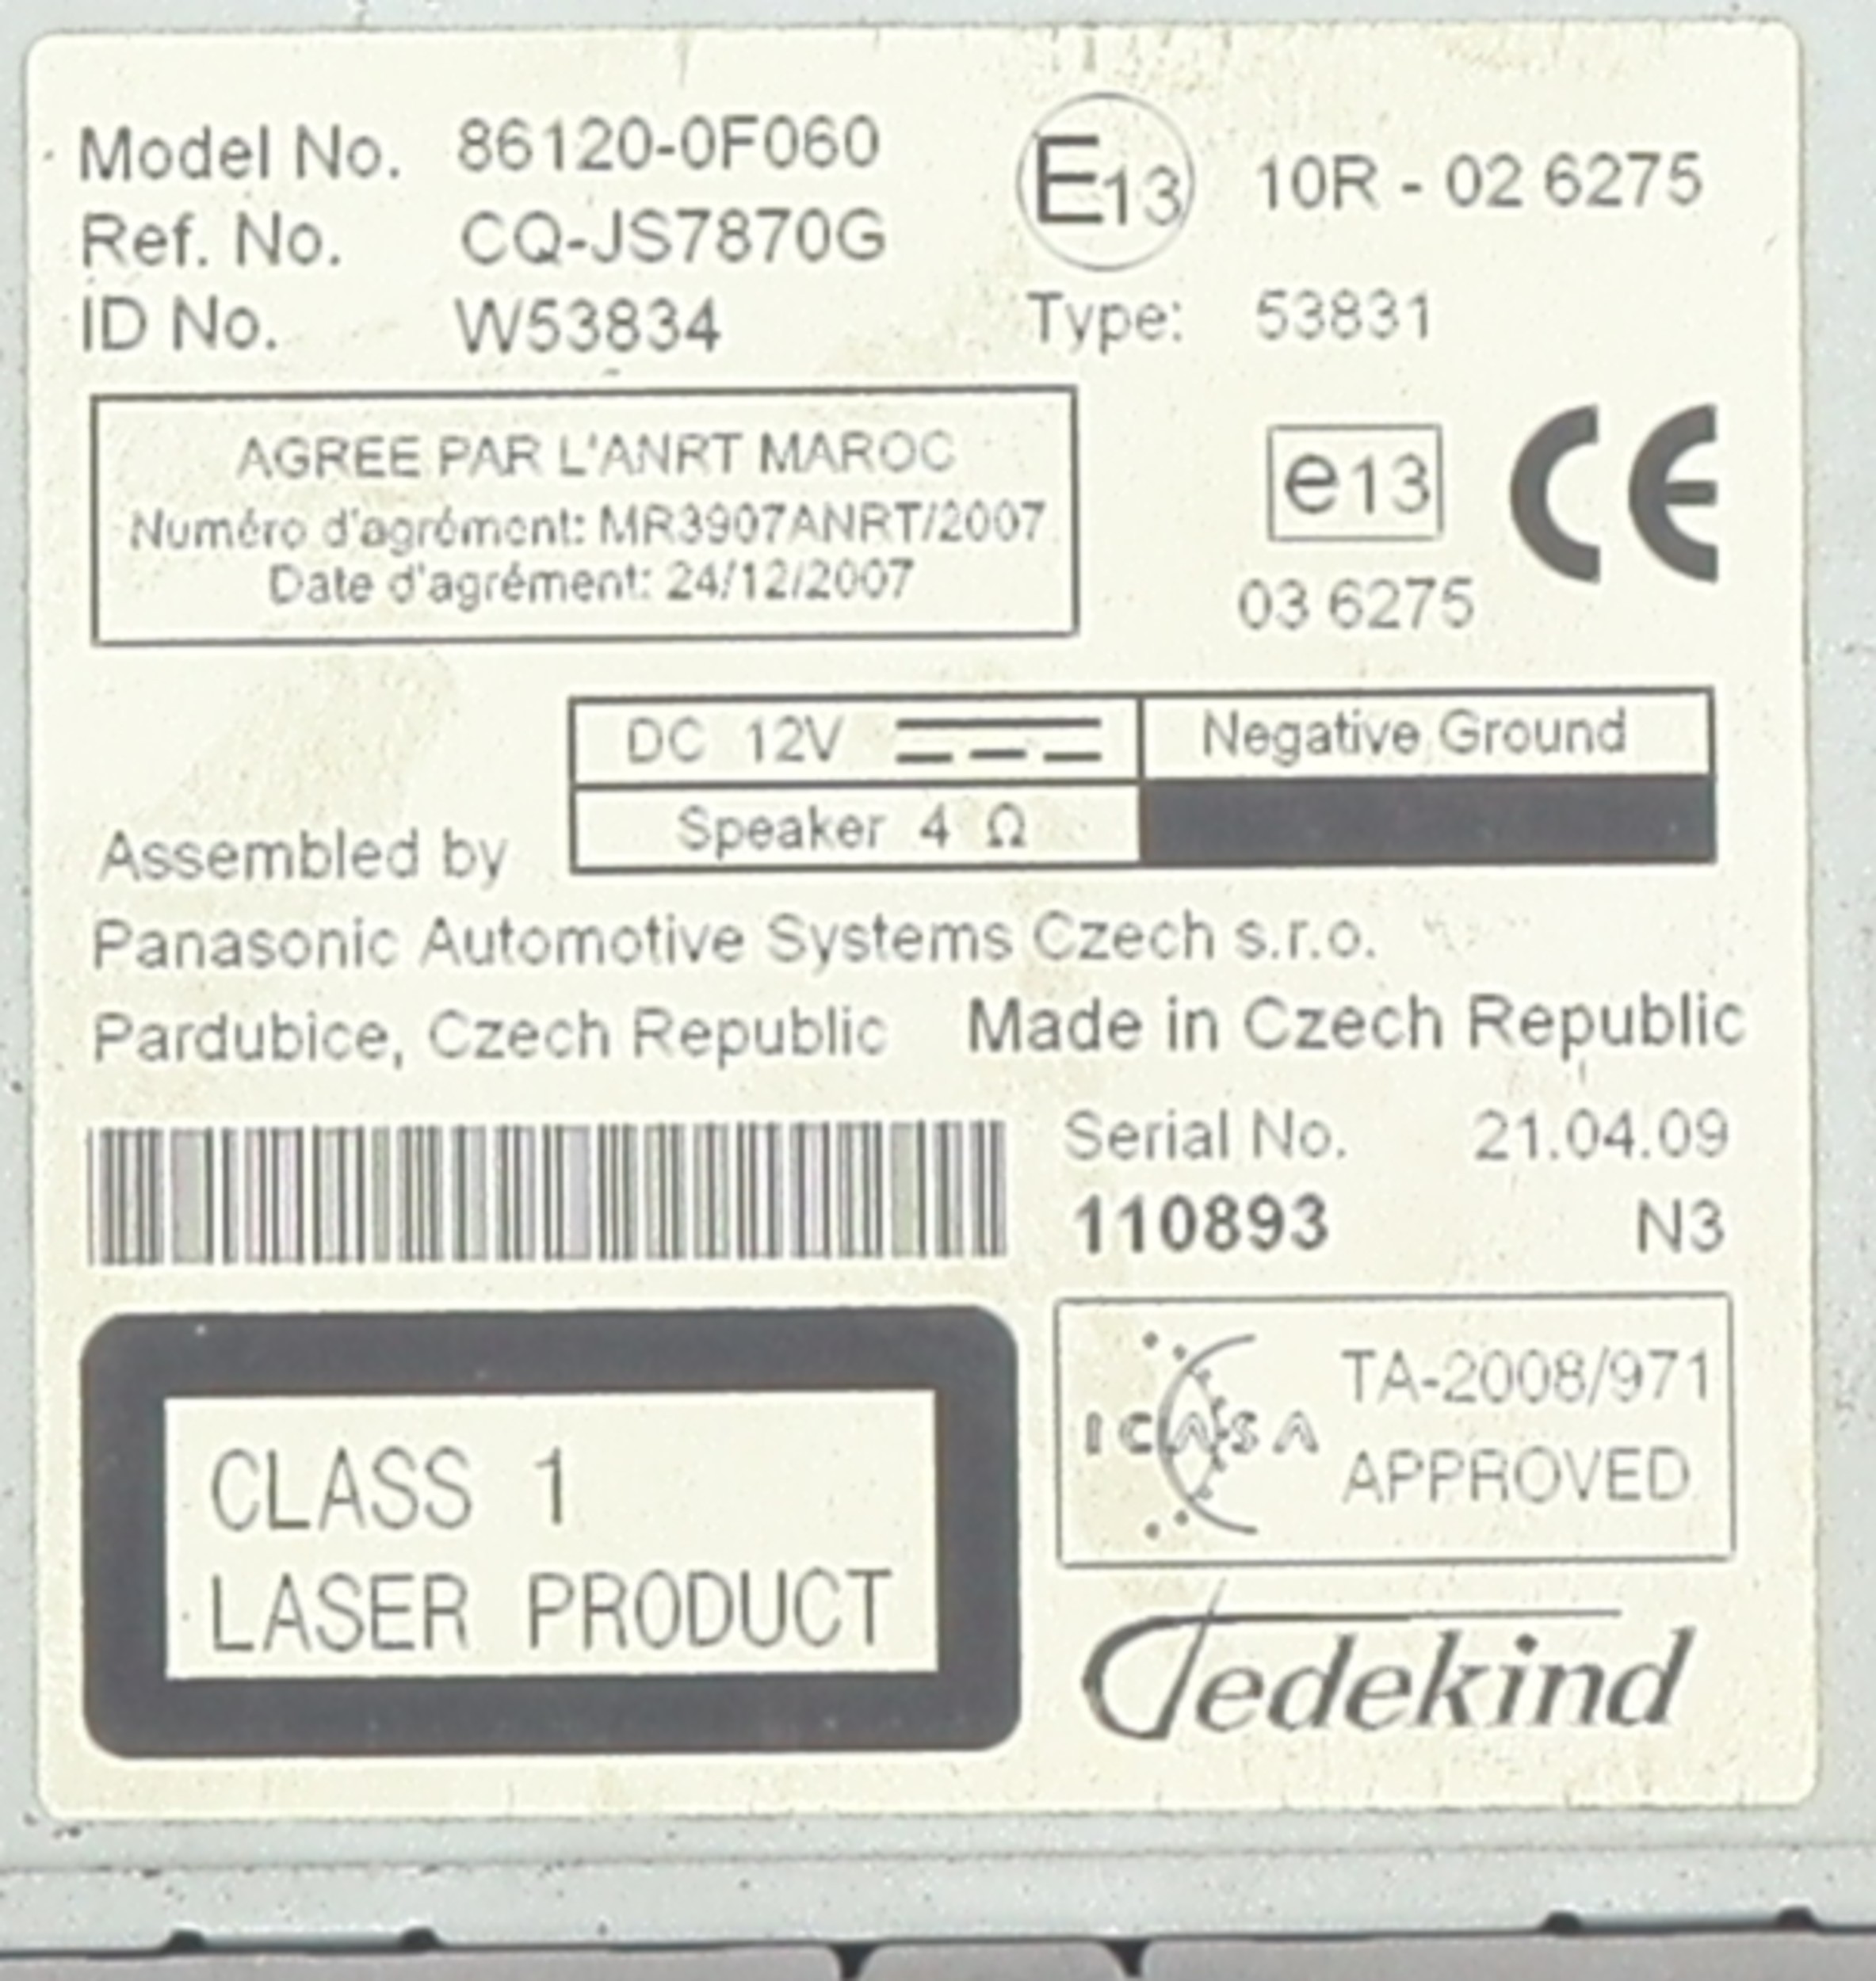 Model No. 86120-0F060
Ref. No. CQ-JS7870G
ID No. W53834
E13 10R - 02 6275
Type: 53831
AGREE PAR L'ANRT MAROC
Numéro d'agrément: MR3907ANRT/2007
Date d'agrément: 24/12/2007
e13 CE
03 6275
DC 12V Negative Ground
Speaker 4 Ω
Assembled by
Panasonic Automotive Systems Czech s.r.o.
Pardubice, Czech Republic Made in Czech Republic
Serial No. 21.04.09
110893 N3
CLASS 1
LASER PRODUCT
ICASA
TA-2008/971
APPROVED
Dedekind